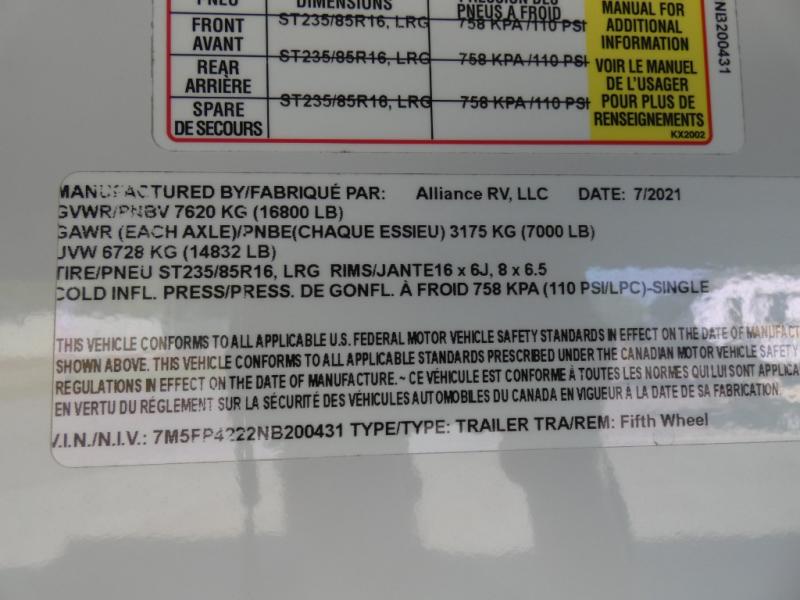 PNEU DIMENSIONS PRESSION DES PNEUS À FROID
MANUAL FOR
ADDITIONAL
INFORMATION
FRONT
AVANT
ST235/85R16, LRG 758 KPA /110 PSI
REAR
ARRIÈRE
ST235/85R16, LRG 758 KPA /110 PSI
SPARE
DE SECOURS
ST235/85R16, LRG 758 KPA /110 PSI
VOIR LE MANUEL
DE L'USAGER
POUR PLUS DE
RENSEIGNEMENTS
KX2002
NB200431
MANUFACTURED BY/FABRIQUÉ PAR: Alliance RV, LLC DATE: 7/2021
GVWR/PNBV 7620 KG (16800 LB)
GAWR (EACH AXLE)/PNBE(CHAQUE ESSIEU) 3175 KG (7000 LB)
UVW 6728 KG (14832 LB)
TIRE/PNEU ST235/85R16, LRG RIMS/JANTE16 x 6J, 8 x 6.5
COLD INFL. PRESS/PRESS. DE GONFL. À FROID 758 KPA (110 PSI/LPC)-SINGLE
THIS VEHICLE CONFORMS TO ALL APPLICABLE U.S. FEDERAL MOTOR VEHICLE SAFETY STANDARDS IN EFFECT ON THE DATE OF MANUFACT
SHOWN ABOVE. THIS VEHICLE CONFORMS TO ALL APPLICABLE STANDARDS PRESCRIBED UNDER THE CANADIAN MOTOR VEHICLE SAFETY
REGULATIONS IN EFFECT ON THE DATE OF MANUFACTURE. ~ CE VÉHICULE EST CONFORME À TOUTES LES NORMES QUI LUI SONT APPLICA
EN VERTU DU RÉGLEMENT SUR LA SÉCURITÉ DES VÉHICULES AUTOMOBILES DU CANADA EN VIGUEUR À LA DATE DE SA FABRICATION.
V.I.N./N.I.V.: 7M5FP4222NB200431 TYPE/TYPE: TRAILER TRA/REM: Fifth Wheel